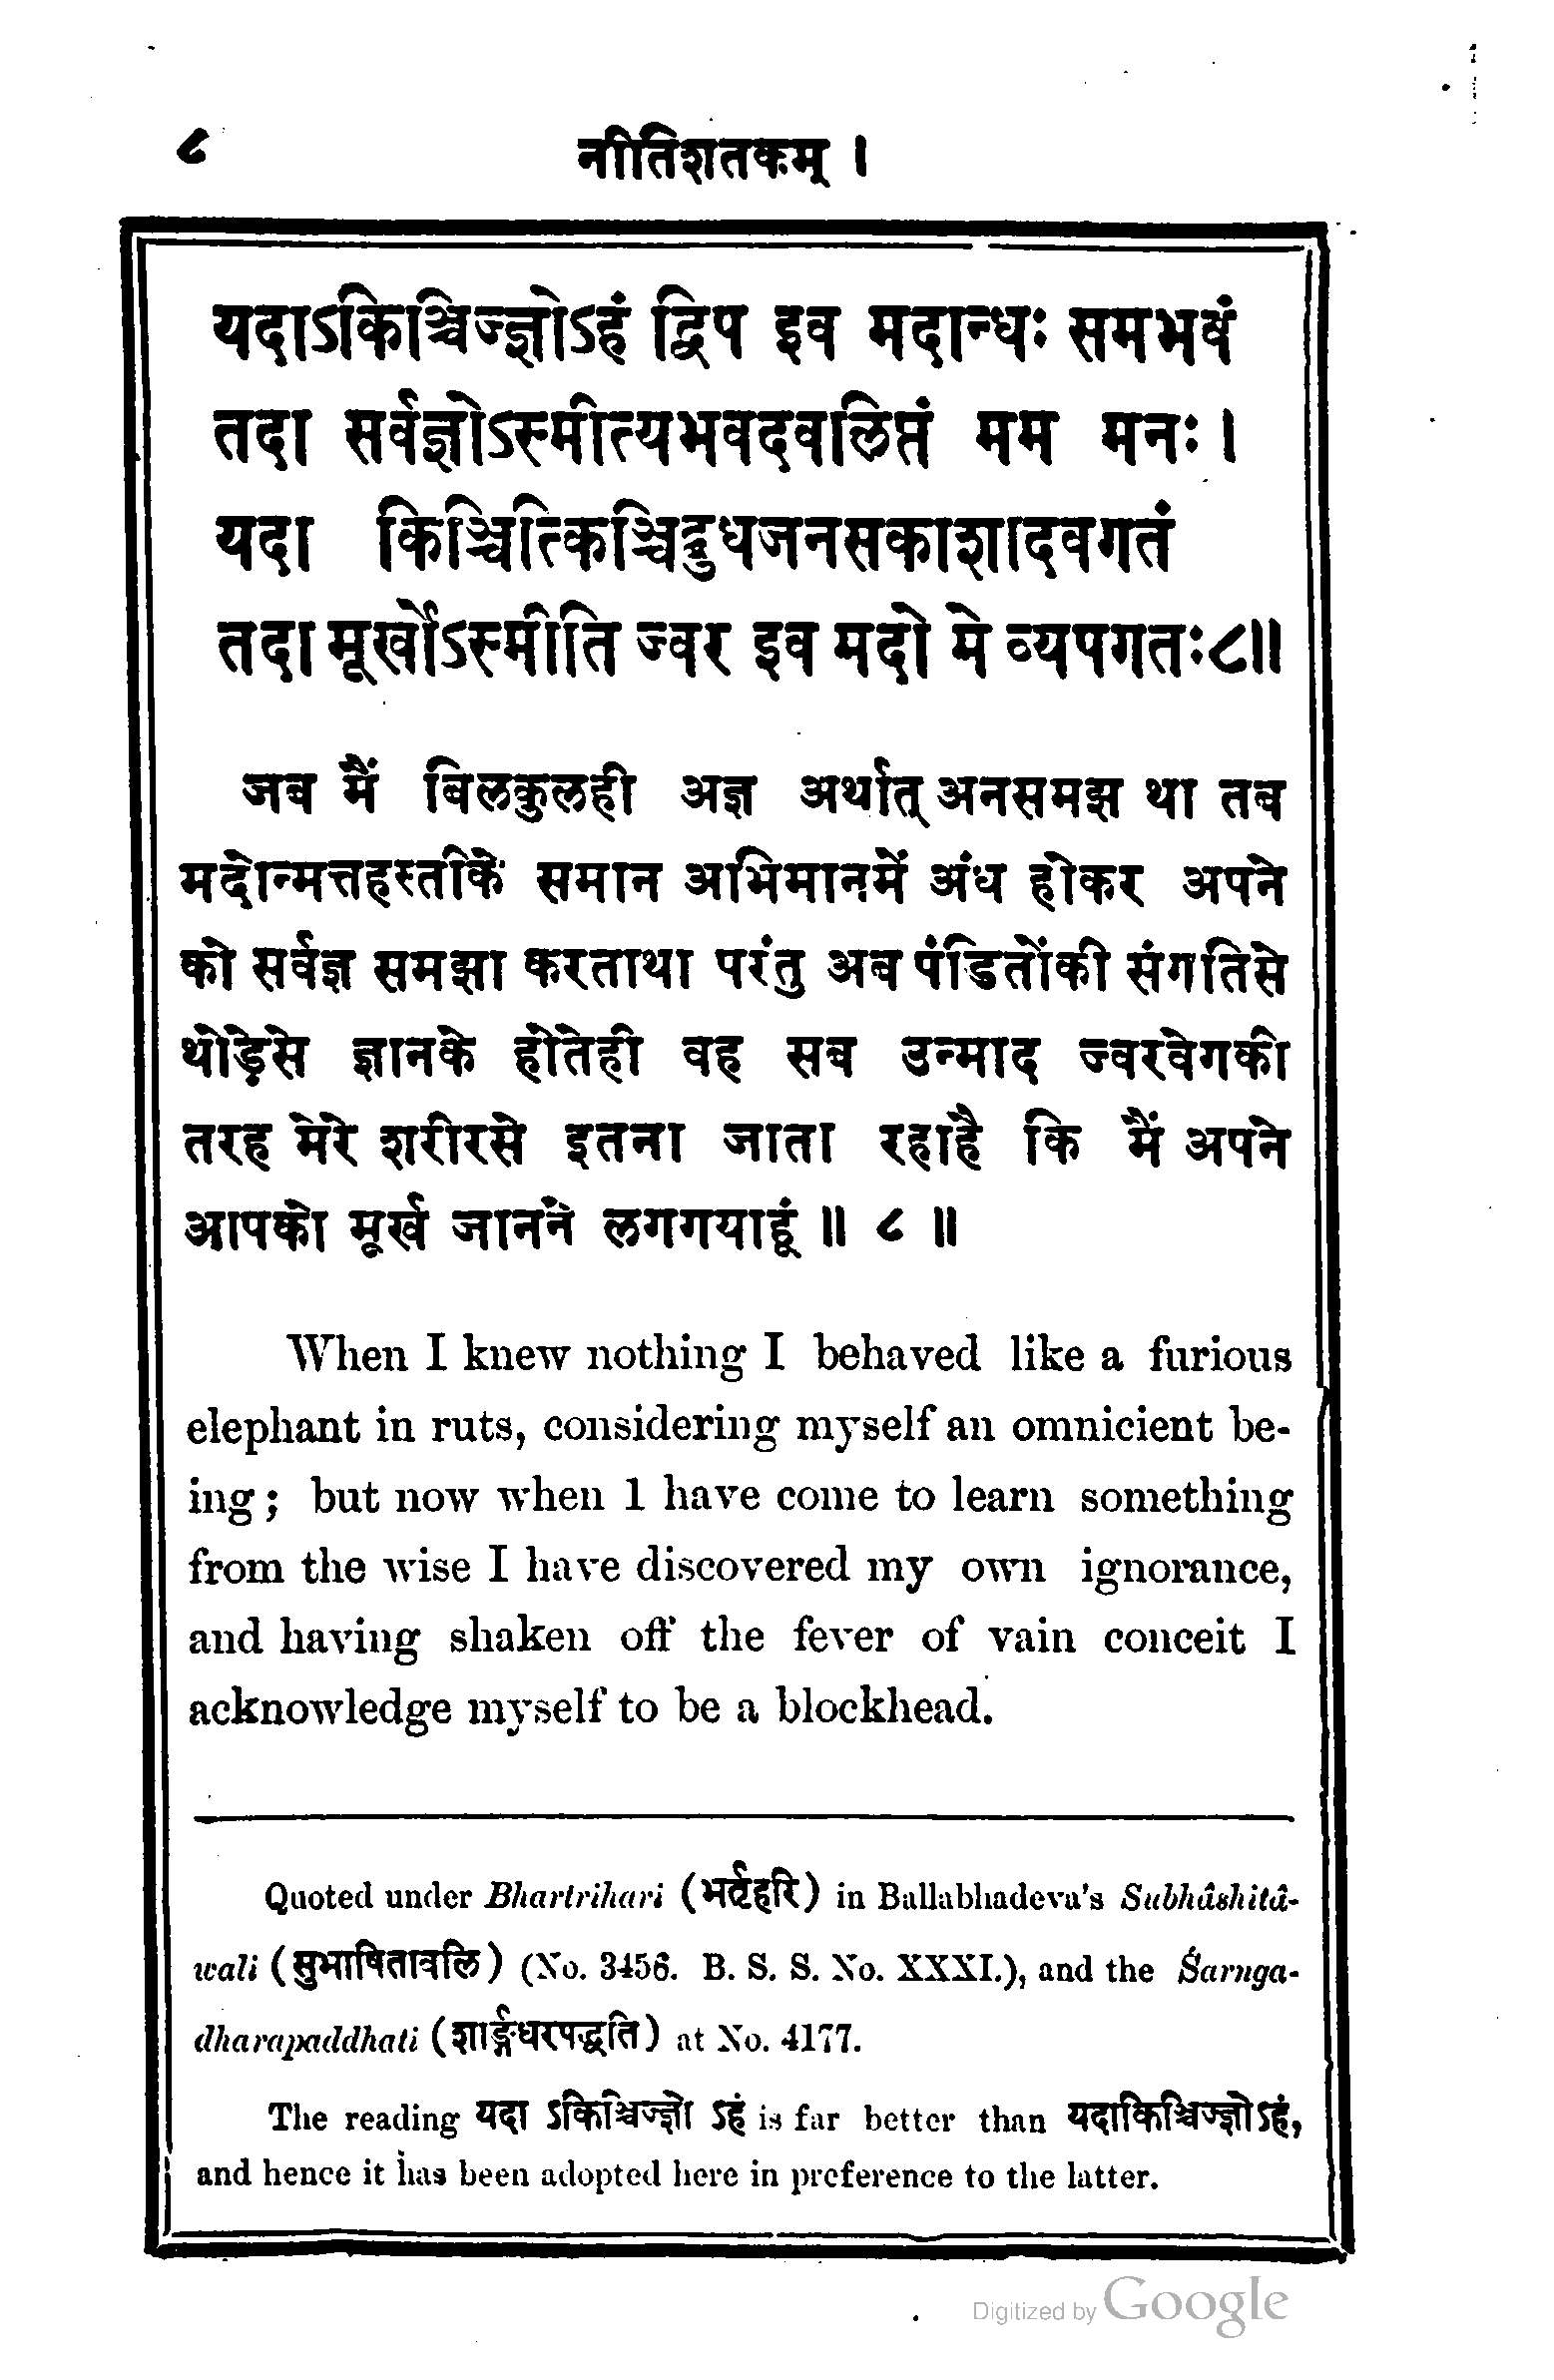 ८ नीतिशतकम् ।
यदाऽकिञ्चिज्ज्ञोऽहं द्विप इव मदान्धः समभवं
तदा सर्वज्ञोऽस्मीत्यभवदवलिप्तं मम मनः ।
यदा किञ्चित्किञ्चिद्बुधजनसकाशादवगतं
तदा मूर्खोऽस्मीति ज्वर इव मदो मे व्यपगतः८॥
जब मैं बिलकुलही अज्ञ अर्थात् अनसमझ था तब
मदोन्मत्तहस्तीके समान अभिमानमें अंध होकर अपने
को सर्वज्ञ समझा करताथा परंतु अब पंडितोंकी संगतिसे
थोड़ेसे ज्ञानके होतेही वह सब उन्माद ज्वरवेगकी
तरह मेरे शरीरसे इतना जाता रहाहै कि मैं अपने
आपको मूर्ख जानने लगगयाहूं ॥ ८ ॥
When I knew nothing I behaved like a furious
elephant in ruts, considering myself an omnicient be-
ing; but now when 1 have come to learn something
from the wise I have discovered my own ignorance,
and having shaken off the fever of vain conceit I
acknowledge myself to be a blockhead.
Quoted under Bhartrihari (भर्तृहरि) in Ballabhadeva's Subhâshitâ-
wali (सुभाषितावलि) (No. 3456. B. S. S. No. XXXI.), and the Śarnga-
dharapaddhati (शार्ङ्गधरपद्धति) at No. 4177.
The reading यदा ऽकिञ्चिज्ज्ञो ऽहं is far better than यदाकिञ्चिज्ज्ञोऽहं,
and hence it has been adopted here in preference to the latter.
Digitized by Google